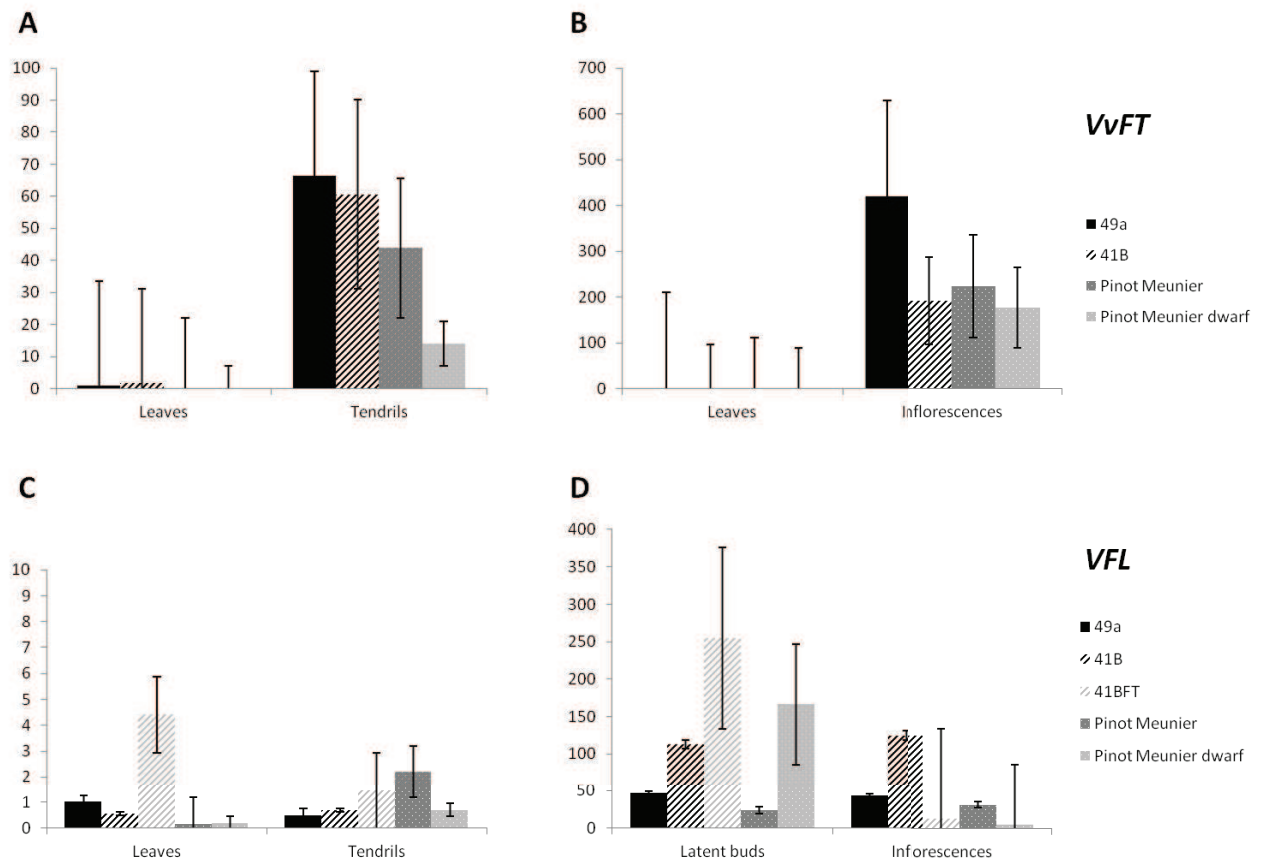 A
100
90
80
70
60
50
40
30
20
10
0
Leaves
Tendrils
B
700
600
500
400
300
200
100
0
Leaves
Inflorescences
VvFT
49a
41B
Pinot Meunier
Pinot Meunier dwarf
C
10
9
8
7
6
5
4
3
2
1
0
Leaves
Tendrils
D
400
350
300
250
200
150
100
50
0
Latent buds
Inforescences
VFL
49a
41B
41BFT
Pinot Meunier
Pinot Meunier dwarf